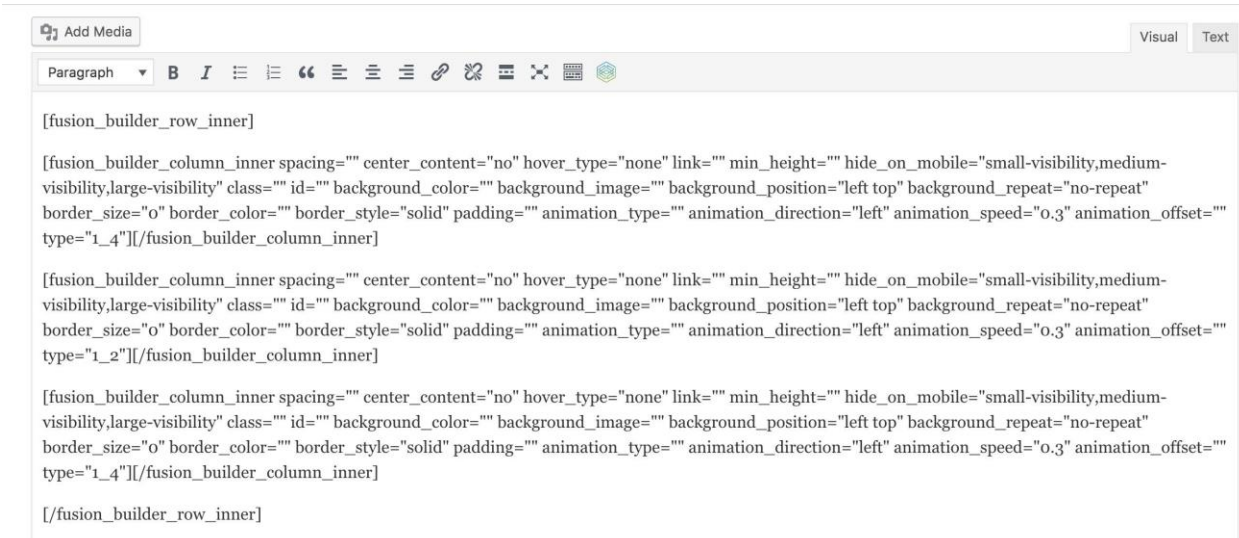 Add Media
Visual Text
Paragraph B I
[fusion_builder_row_inner]
[fusion_builder_column_inner spacing="" center_content="no" hover_type="none" link="" min_height="" hide_on_mobile="small-visibility,medium-
visibility,large-visibility" class="" id="" background_color="" background_image="" background_position="left top" background_repeat="no-repeat"
border_size="0" border_color="" border_style="solid" padding="" animation_type="" animation_direction="left" animation_speed="0.3" animation_offset=""
type="1_4"][/fusion_builder_column_inner]
[fusion_builder_column_inner spacing="" center_content="no" hover_type="none" link="" min_height="" hide_on_mobile="small-visibility,medium-
visibility,large-visibility" class="" id="" background_color="" background_image="" background_position="left top" background_repeat="no-repeat"
border_size="0" border_color="" border_style="solid" padding="" animation_type="" animation_direction="left" animation_speed="0.3" animation_offset=""
type="1_2"][/fusion_builder_column_inner]
[fusion_builder_column_inner spacing="" center_content="no" hover_type="none" link="" min_height="" hide_on_mobile="small-visibility,medium-
visibility,large-visibility" class="" id="" background_color="" background_image="" background_position="left top" background_repeat="no-repeat"
border_size="0" border_color="" border_style="solid" padding="" animation_type="" animation_direction="left" animation_speed="0.3" animation_offset=""
type="1_4"][/fusion_builder_column_inner]
[/fusion_builder_row_inner]